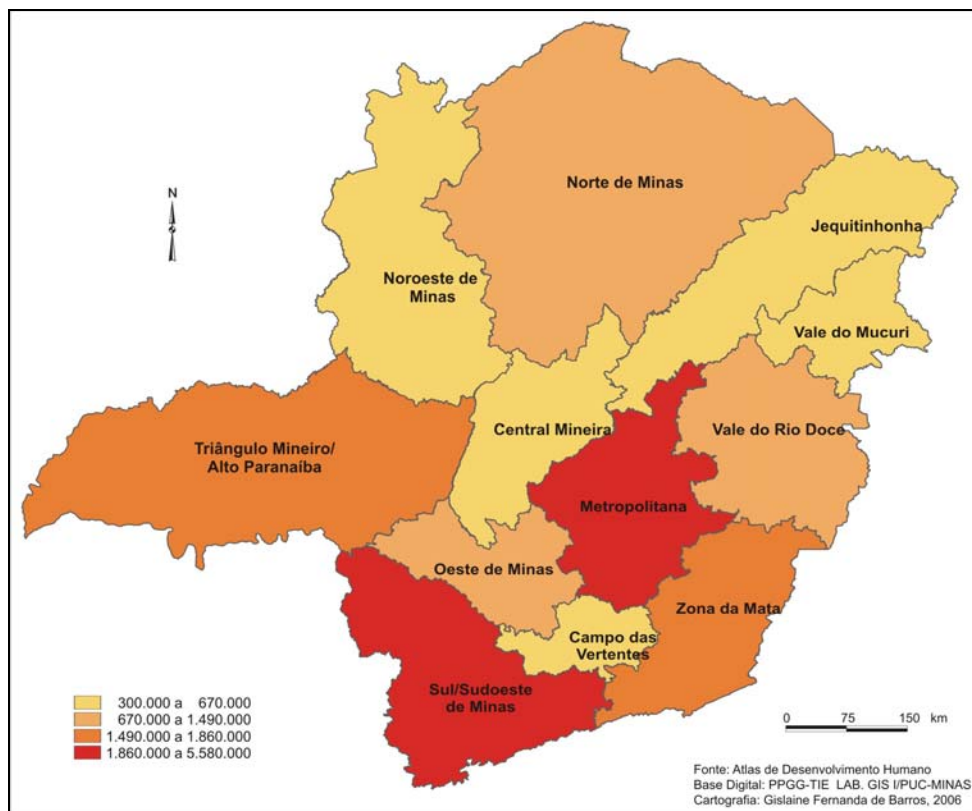 Norte de Minas
Jequitinhonha
Noroeste de
Minas
Vale do Mucuri
Triângulo Mineiro/
Alto Paranaíba
Central Mineira
Vale do Rio Doce
Metropolitana
Oeste de Minas
Zona da Mata
Campo das
Vertentes
Sul/Sudoeste
de Minas
N
300.000 a 670.000
670.000 a 1.490.000
1.490.000 a 1.860.000
1.860.000 a 5.580.000
0 75 150 km
Fonte: Atlas de Desenvolvimento Humano
Base Digital: PPGG-TIE LAB. GIS I/PUC-MINAS
Cartografia: Gislaine Fernanda de Barros, 2006